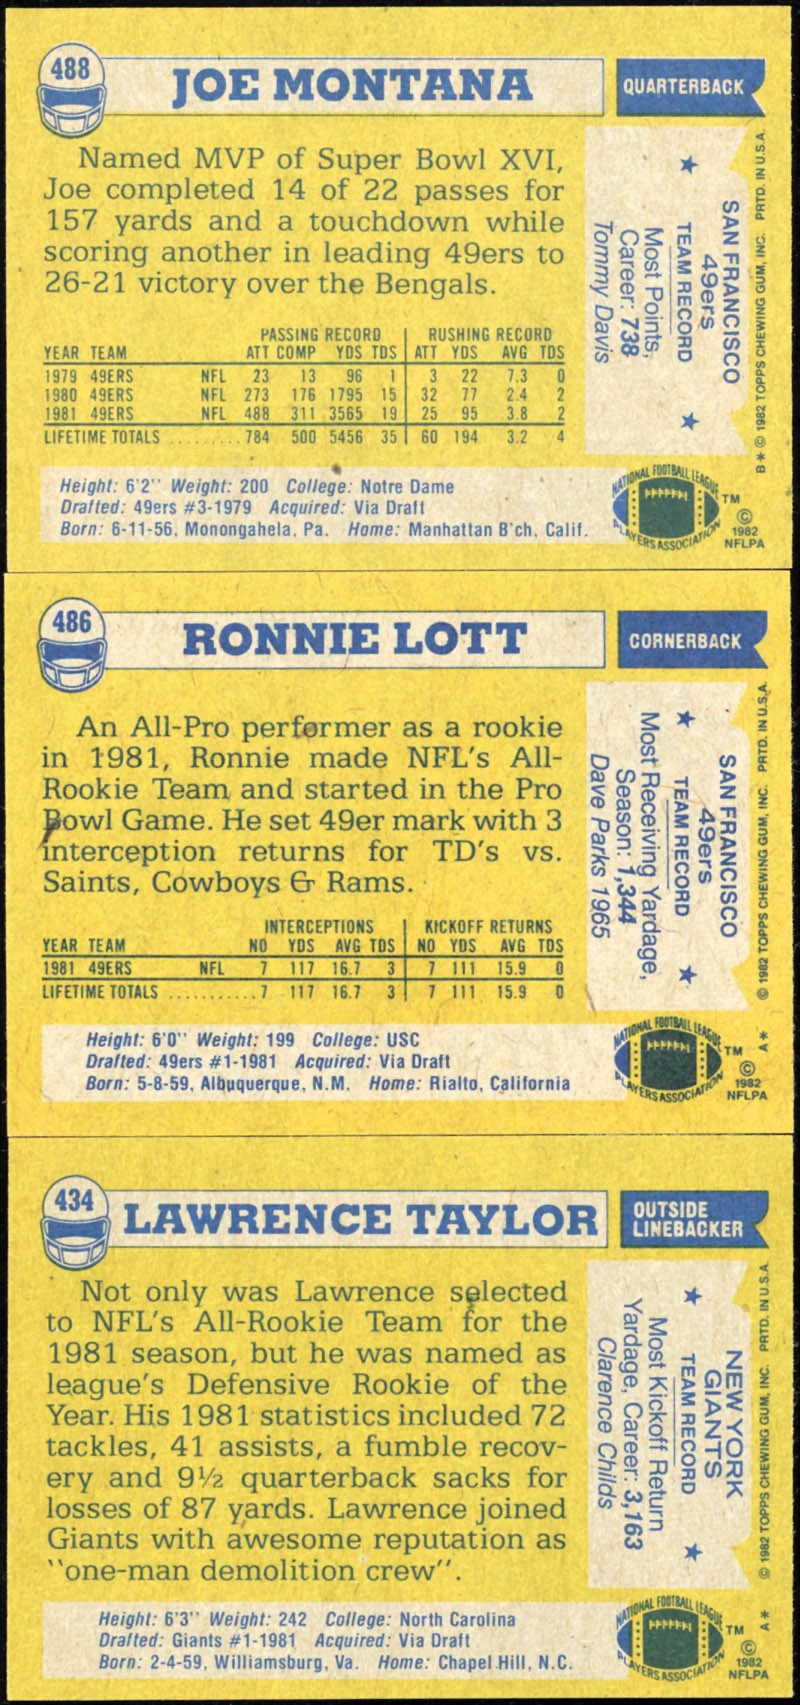 488
JOE MONTANA
QUARTERBACK
Named MVP of Super Bowl XVI,
Joe completed 14 of 22 passes for
157 yards and a touchdown while
scoring another in leading 49ers to
26-21 victory over the Bengals.
PASSING RECORD RUSHING RECORD
YEAR TEAM ATT COMP YDS TDS ATT YDS AVG TDS
1979 49ERS NFL 23 13 96 1 3 22 7.3 0
1980 49ERS NFL 273 176 1795 15 32 77 2.4 2
1981 49ERS NFL 488 311 3565 19 25 95 3.8 2
LIFETIME TOTALS ......... 784 500 5456 35 60 194 3.2 4
Height: 6'2" Weight: 200 College: Notre Dame
Drafted: 49ers #3-1979 Acquired: Via Draft
Born: 6-11-56, Monongahela, Pa. Home: Manhattan B'ch, Calif.
SAN FRANCISCO
49ers
TEAM RECORD
Most Points,
Career: 738
Tommy Davis
B* © 1982 TOPPS CHEWING GUM, INC. PRTD. IN U.S.A.
NATIONAL FOOTBALL LEAGUE
PLAYERS ASSOCIATION
TM
©
1982
NFLPA
486
RONNIE LOTT
CORNERBACK
An All-Pro performer as a rookie
in 1981, Ronnie made NFL's All-
Rookie Team and started in the Pro
Bowl Game. He set 49er mark with 3
interception returns for TD's vs.
Saints, Cowboys & Rams.
INTERCEPTIONS KICKOFF RETURNS
YEAR TEAM NO YDS AVG TDS NO YDS AVG TDS
1981 49ERS NFL 7 117 16.7 3 7 111 15.9 0
LIFETIME TOTALS ........... 7 117 16.7 3 7 111 15.9 0
Height: 6'0" Weight: 199 College: USC
Drafted: 49ers #1-1981 Acquired: Via Draft
Born: 5-8-59, Albuquerque, N.M. Home: Rialto, California
SAN FRANCISCO
49ers
TEAM RECORD
Most Receiving Yardage,
Season: 1,344
Dave Parks 1965
A* © 1982 TOPPS CHEWING GUM, INC. PRTD. IN U.S.A.
NATIONAL FOOTBALL LEAGUE
PLAYERS ASSOCIATION
TM
©
1982
NFLPA
434
LAWRENCE TAYLOR
OUTSIDE
LINEBACKER
Not only was Lawrence selected
to NFL's All-Rookie Team for the
1981 season, but he was named as
league's Defensive Rookie of the
Year. His 1981 statistics included 72
tackles, 41 assists, a fumble recov-
ery and 9½ quarterback sacks for
losses of 87 yards. Lawrence joined
Giants with awesome reputation as
"one-man demolition crew".
Height: 6'3" Weight: 242 College: North Carolina
Drafted: Giants #1-1981 Acquired: Via Draft
Born: 2-4-59, Williamsburg, Va. Home: Chapel Hill, N.C.
NEW YORK
GIANTS
TEAM RECORD
Most Kickoff Return
Yardage, Career: 3,163
Clarence Childs
A* © 1982 TOPPS CHEWING GUM, INC. PRTD. IN U.S.A.
NATIONAL FOOTBALL LEAGUE
PLAYERS ASSOCIATION
TM
©
1982
NFLPA